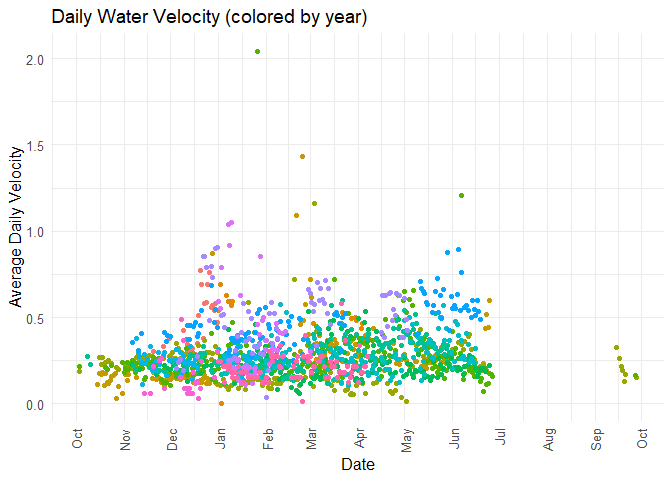 Daily Water Velocity (colored by year)
Average Daily Velocity
2.0
1.5
1.0
0.5
0.0
Oct
Nov
Dec
Jan
Feb
Mar
Apr
May
Jun
Jul
Aug
Sep
Oct
Date